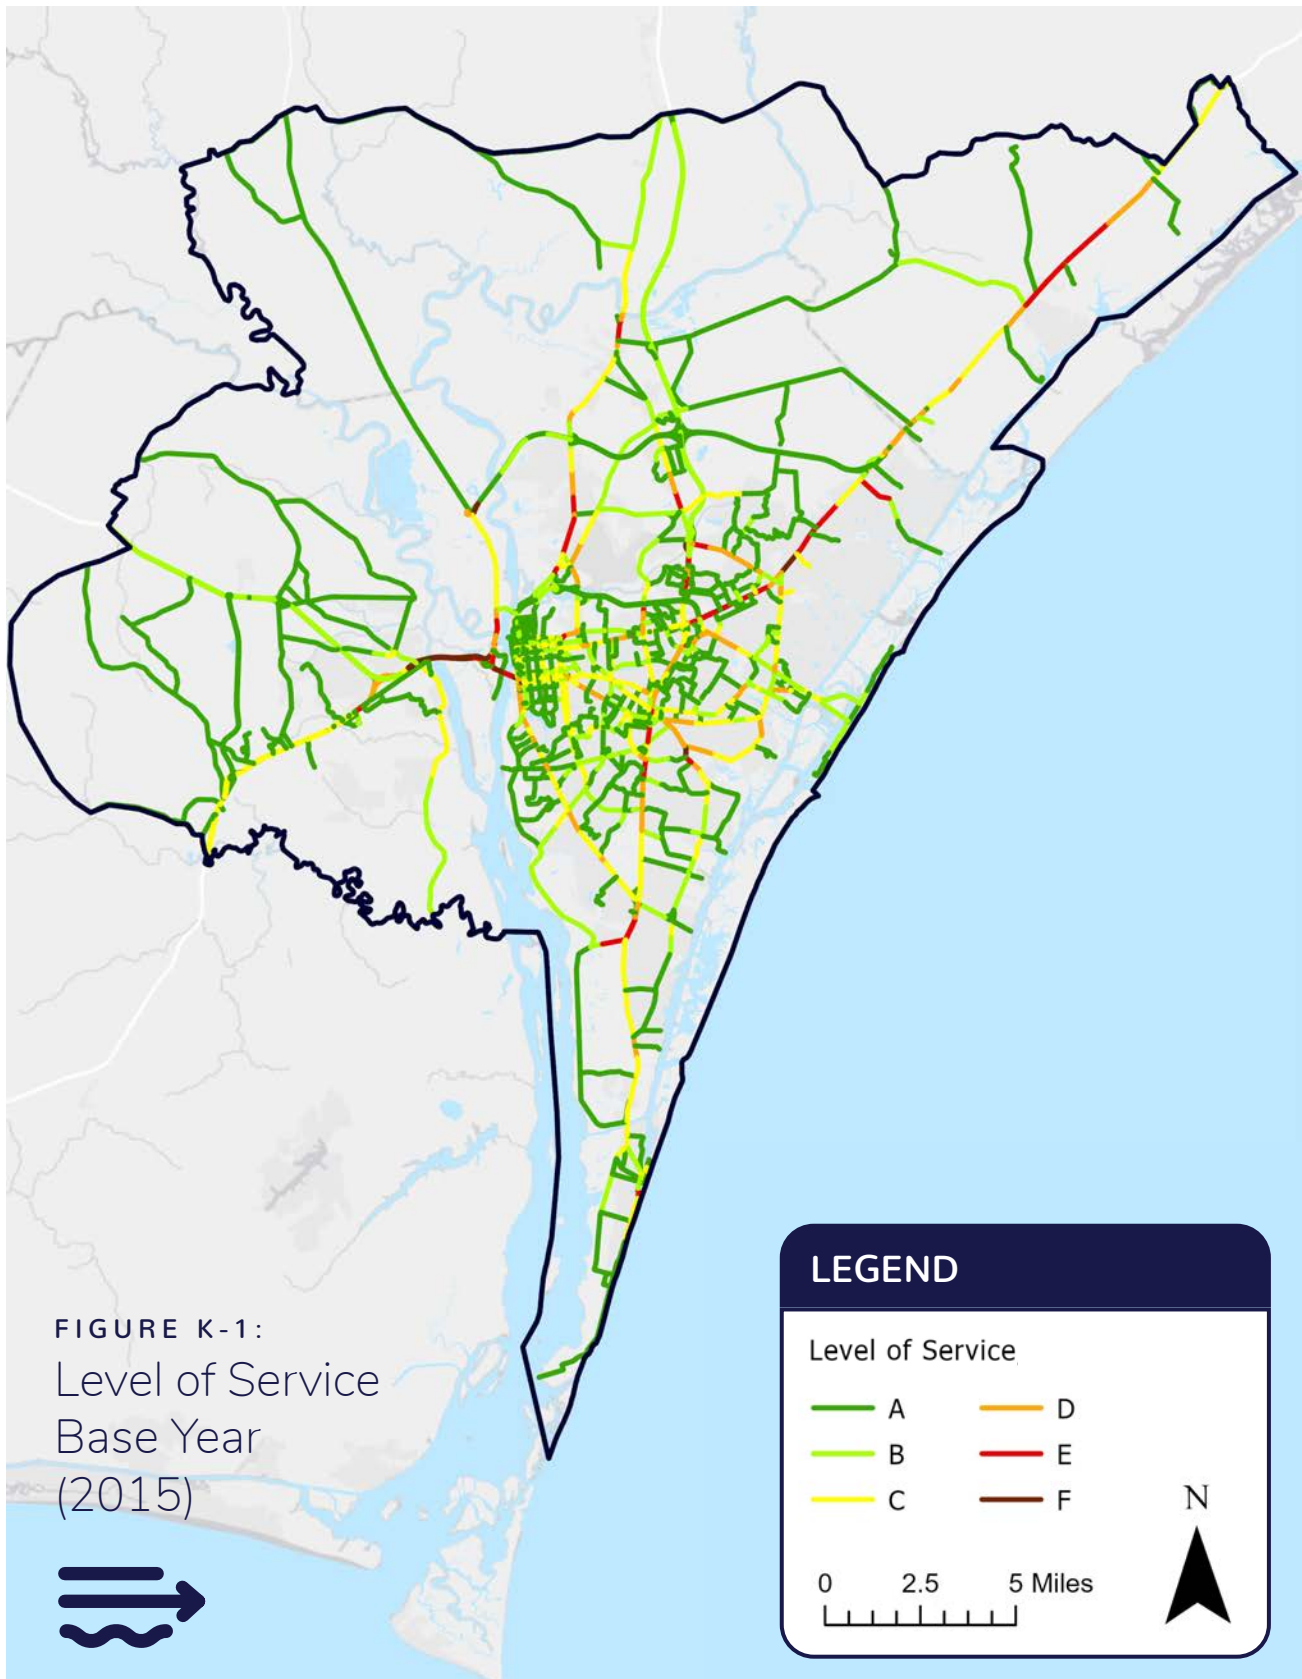 FIGURE K-1:
Level of Service
Base Year
(2015)
LEGEND
Level of Service
A
D
B
E
C
F
N
0 2.5 5 Miles